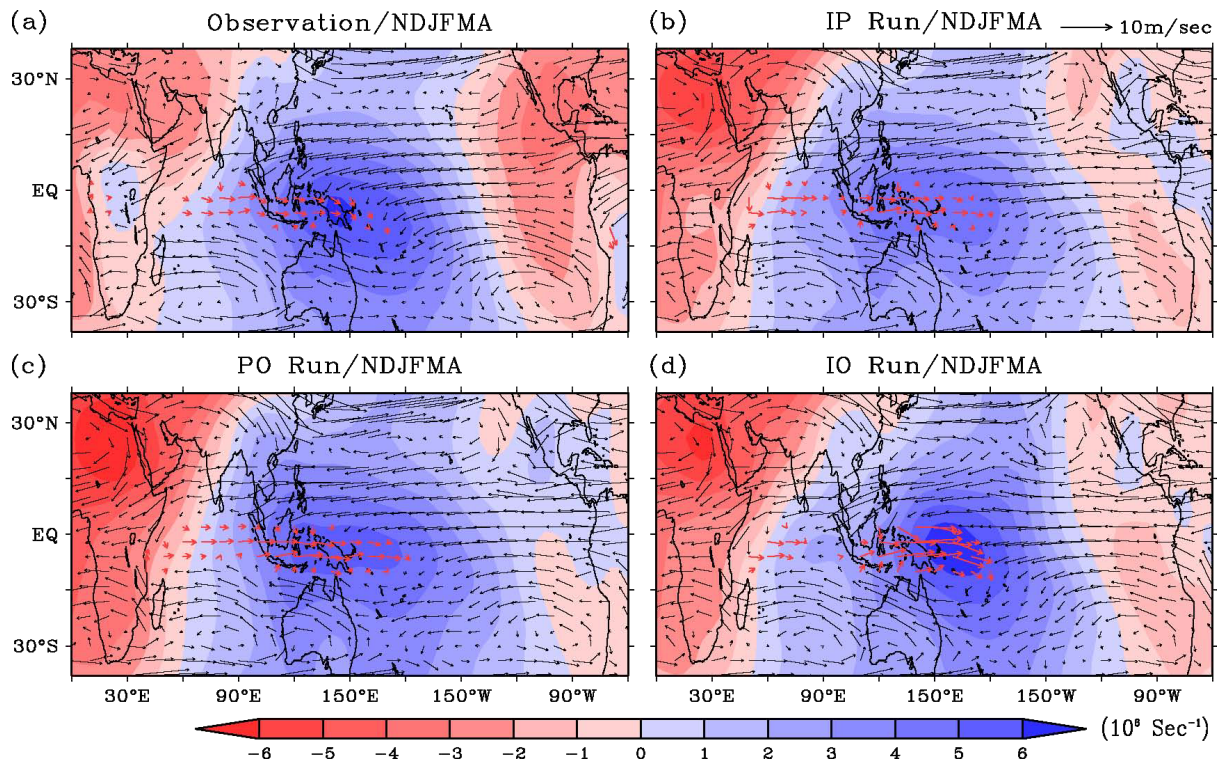 (a) Observation/NDJFMA
(b) IP Run/NDJFMA 10m/sec
30°N
EQ
30°S
(c) PO Run/NDJFMA
(d) IO Run/NDJFMA
30°N
EQ
30°S
30°E 90°E 150°E 150°W 90°W
30°E 90°E 150°E 150°W 90°W
-6 -5 -4 -3 -2 -1 0 1 2 3 4 5 6
(10⁶ Sec⁻¹)